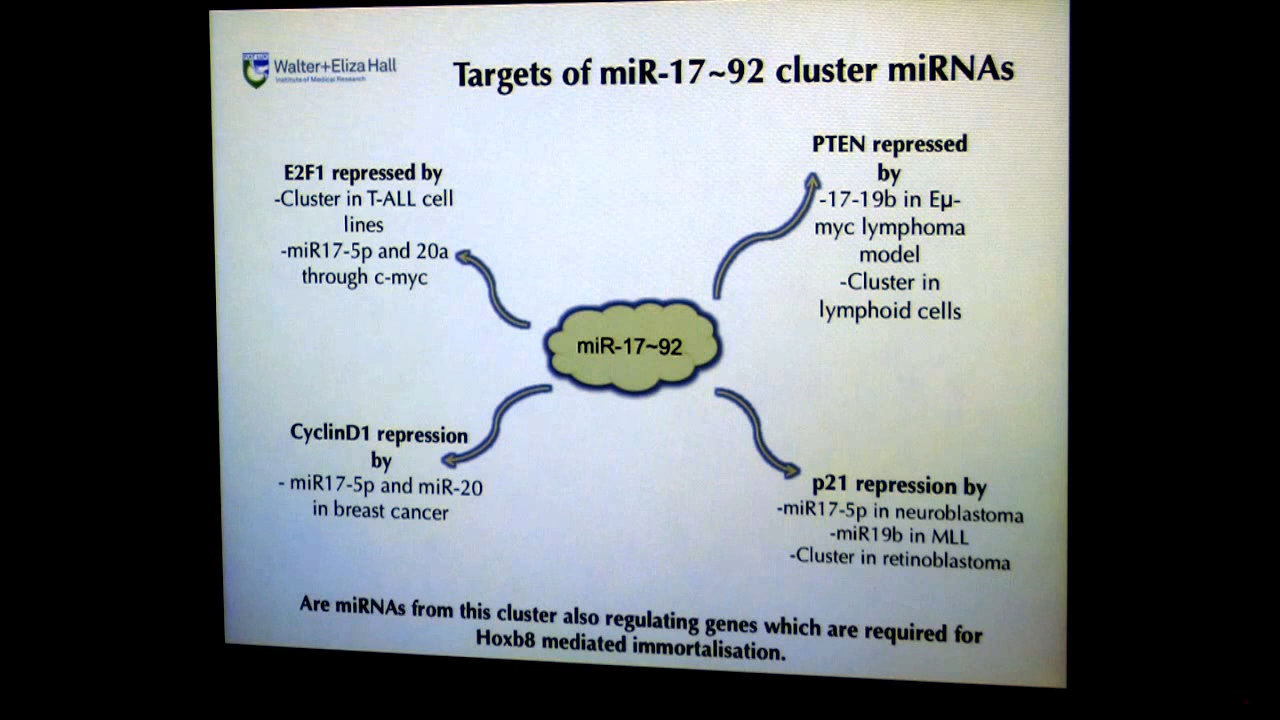 Walter+Eliza Hall
Institute of Medical Research
Targets of miR-17~92 cluster miRNAs
E2F1 repressed by
-Cluster in T-ALL cell
lines
-miR17-5p and 20a
through c-myc
PTEN repressed
by
-17-19b in Eμ-
myc lymphoma
model
-Cluster in
lymphoid cells
miR-17~92
CyclinD1 repression
by
- miR17-5p and miR-20
in breast cancer
p21 repression by
-miR17-5p in neuroblastoma
-miR19b in MLL
-Cluster in retinoblastoma
Are miRNAs from this cluster also regulating genes which are required for
Hoxb8 mediated immortalisation.